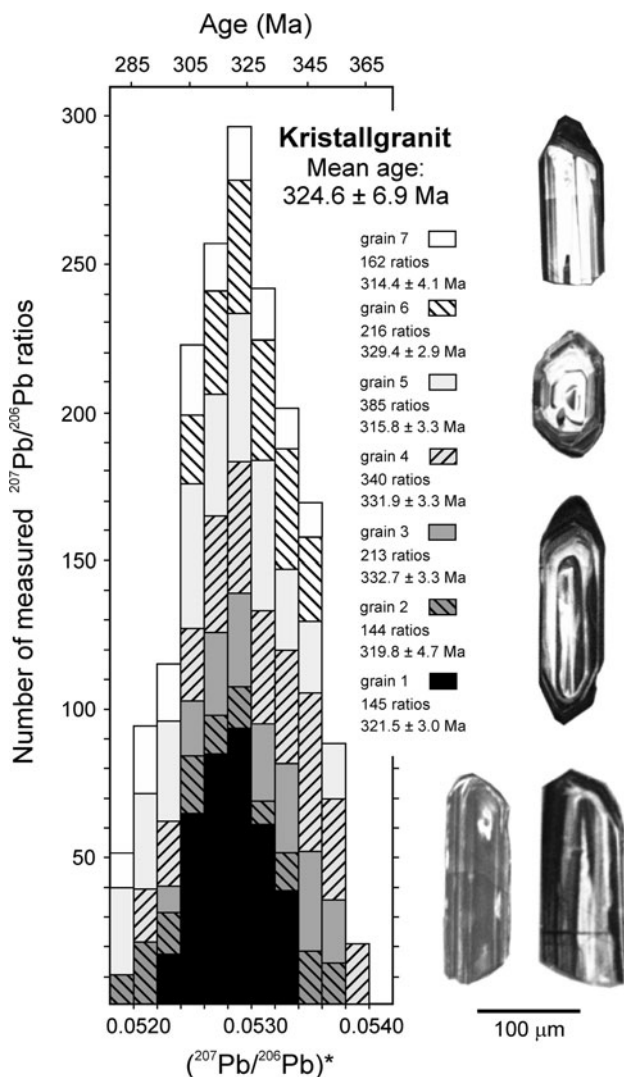 Age (Ma)
285 305 325 345 365
300
250
200
150
100
50
Number of measured ²⁰⁷Pb/²⁰⁶Pb ratios
Kristallgranit
Mean age:
324.6 ± 6.9 Ma
grain 7
162 ratios
314.4 ± 4.1 Ma
grain 6
216 ratios
329.4 ± 2.9 Ma
grain 5
385 ratios
315.8 ± 3.3 Ma
grain 4
340 ratios
331.9 ± 3.3 Ma
grain 3
213 ratios
332.7 ± 3.3 Ma
grain 2
144 ratios
319.8 ± 4.7 Ma
grain 1
145 ratios
321.5 ± 3.0 Ma
0.0520 0.0530 0.0540
(²⁰⁷Pb/²⁰⁶Pb)*
100 µm